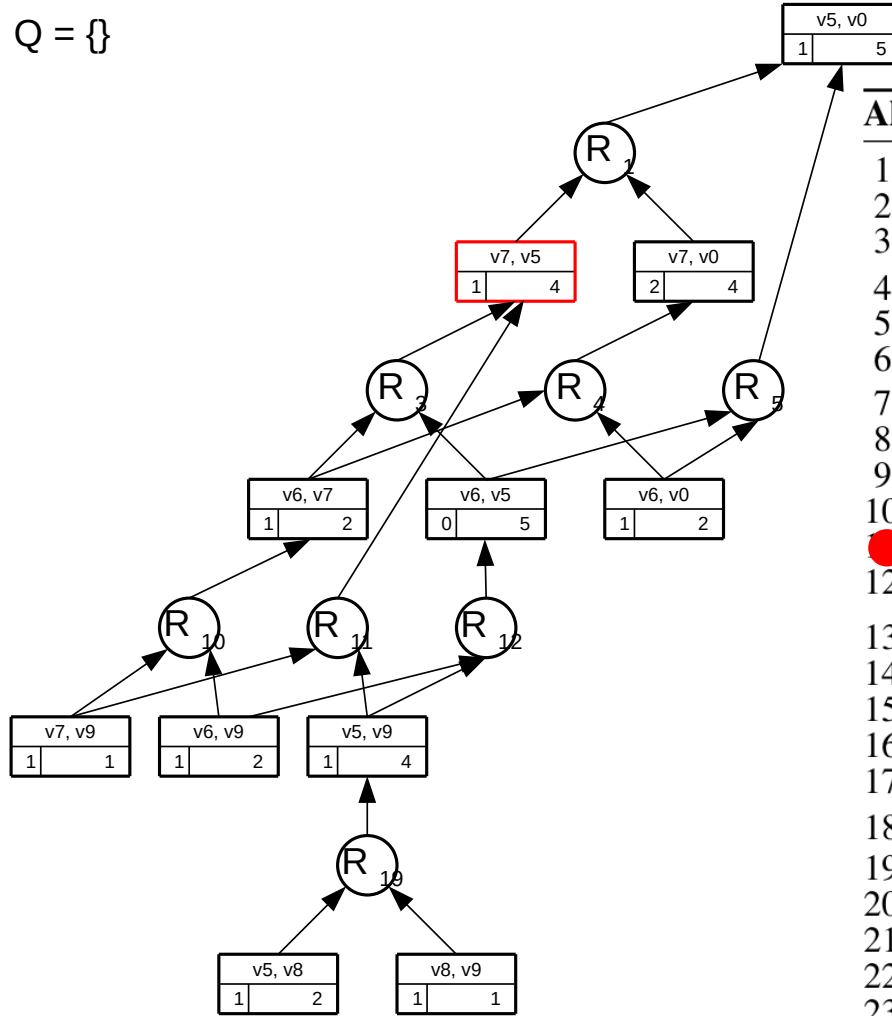 Q = {}
v5, v0
1 5
Al
R 1
1
2
3
v7, v5
1 4
v7, v0
2 4
4
5
6
R 3
R 4
R 5
7
8
9
v6, v7
1 2
v6, v5
0 5
v6, v0
1 2
10
12
R 10
R 11
R 12
13
14
15
v7, v9
1 1
v6, v9
1 2
v5, v9
1 4
16
17
18
R 19
19
20
21
v5, v8
1 2
v8, v9
1 1
22
23